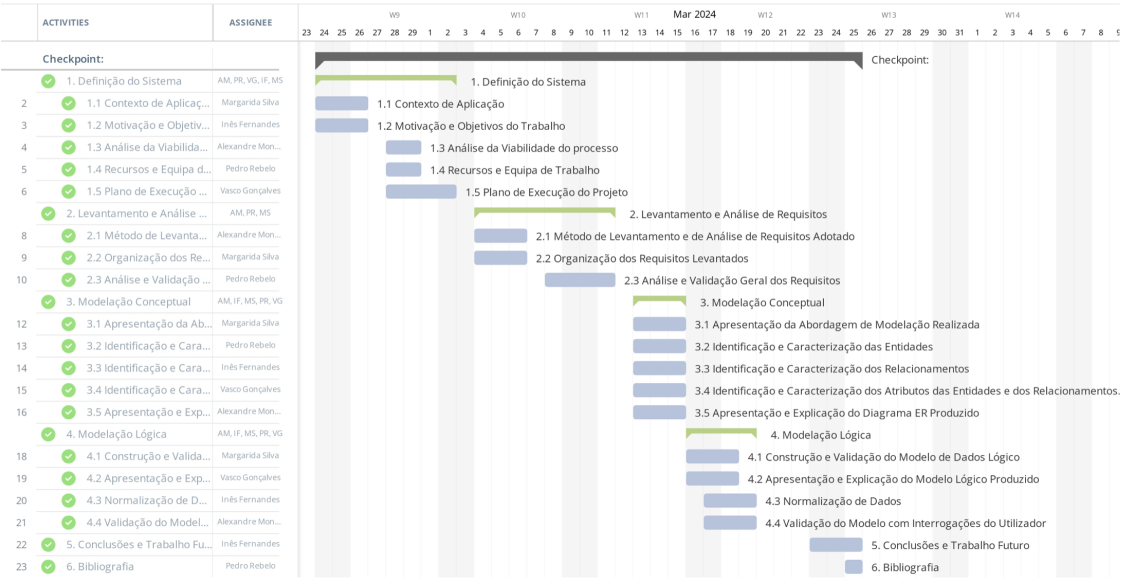 ACTIVITIES ASSIGNEE W9 W10 W11 Mar 2024 W12 W13 W14
23 24 25 26 27 28 29 1 2 3 4 5 6 7 8 9 10 11 12 13 14 15 16 17 18 19 20 21 22 23 24 25 26 27 28 29 30 31 1 2 3 4 5 6 7 8 9
Checkpoint: Checkpoint:
1. Definição do Sistema AM, PR, VG, IF, MS 1. Definição do Sistema
2 1.1 Contexto de Aplicaç... Margarida Silva 1.1 Contexto de Aplicação
3 1.2 Motivação e Objetiv... Inês Fernandes 1.2 Motivação e Objetivos do Trabalho
4 1.3 Análise da Viabilida... Alexandre Mon... 1.3 Análise da Viabilidade do processo
5 1.4 Recursos e Equipa d... Pedro Rebelo 1.4 Recursos e Equipa de Trabalho
6 1.5 Plano de Execução ... Vasco Gonçalves 1.5 Plano de Execução do Projeto
2. Levantamento e Análise ... AM, PR, MS 2. Levantamento e Análise de Requisitos
8 2.1 Método de Levanta... Alexandre Mon... 2.1 Método de Levantamento e de Análise de Requisitos Adotado
9 2.2 Organização dos Re... Margarida Silva 2.2 Organização dos Requisitos Levantados
10 2.3 Análise e Validação ... Pedro Rebelo 2.3 Análise e Validação Geral dos Requisitos
3. Modelação Conceptual AM, IF, MS, PR, VG 3. Modelação Conceptual
12 3.1 Apresentação da Ab... Margarida Silva 3.1 Apresentação da Abordagem de Modelação Realizada
13 3.2 Identificação e Cara... Pedro Rebelo 3.2 Identificação e Caracterização das Entidades
14 3.3 Identificação e Cara... Inês Fernandes 3.3 Identificação e Caracterização dos Relacionamentos
15 3.4 Identificação e Cara... Vasco Gonçalves 3.4 Identificação e Caracterização dos Atributos das Entidades e dos Relacionamentos.
16 3.5 Apresentação e Exp... Alexandre Mon... 3.5 Apresentação e Explicação do Diagrama ER Produzido
4. Modelação Lógica AM, IF, MS, PR, VG 4. Modelação Lógica
18 4.1 Construção e Valida... Margarida Silva 4.1 Construção e Validação do Modelo de Dados Lógico
19 4.2 Apresentação e Exp... Vasco Gonçalves 4.2 Apresentação e Explicação do Modelo Lógico Produzido
20 4.3 Normalização de D... Inês Fernandes 4.3 Normalização de Dados
21 4.4 Validação do Model... Alexandre Mon... 4.4 Validação do Modelo com Interrogações do Utilizador
22 5. Conclusões e Trabalho Fu... Inês Fernandes 5. Conclusões e Trabalho Futuro
23 6. Bibliografia Pedro Rebelo 6. Bibliografia